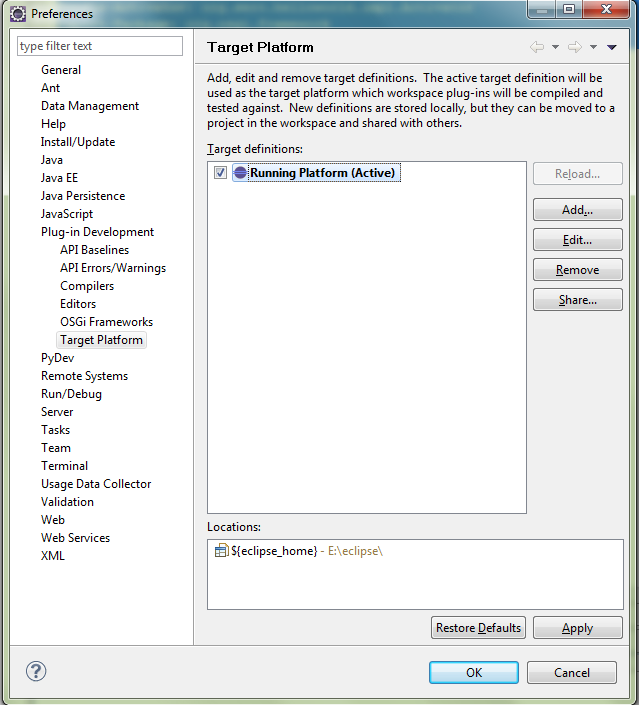 Preferences
type filter text
General
Ant
Data Management
Help
Install/Update
Java
Java EE
Java Persistence
JavaScript
Plug-in Development
API Baselines
API Errors/Warnings
Compilers
Editors
OSGi Frameworks
Target Platform
PyDev
Remote Systems
Run/Debug
Server
Tasks
Team
Terminal
Usage Data Collector
Validation
Web
Web Services
XML
Target Platform
Add, edit and remove target definitions.  The active target definition will be
used as the target platform which workspace plug-ins will be compiled and
tested against.  New definitions are stored locally, but they can be moved to a
project in the workspace and shared with others.
Target definitions:
Running Platform (Active)
Reload...
Add...
Edit...
Remove
Share...
Locations:
${eclipse_home} - E:\eclipse\
Restore Defaults
Apply
?
OK
Cancel